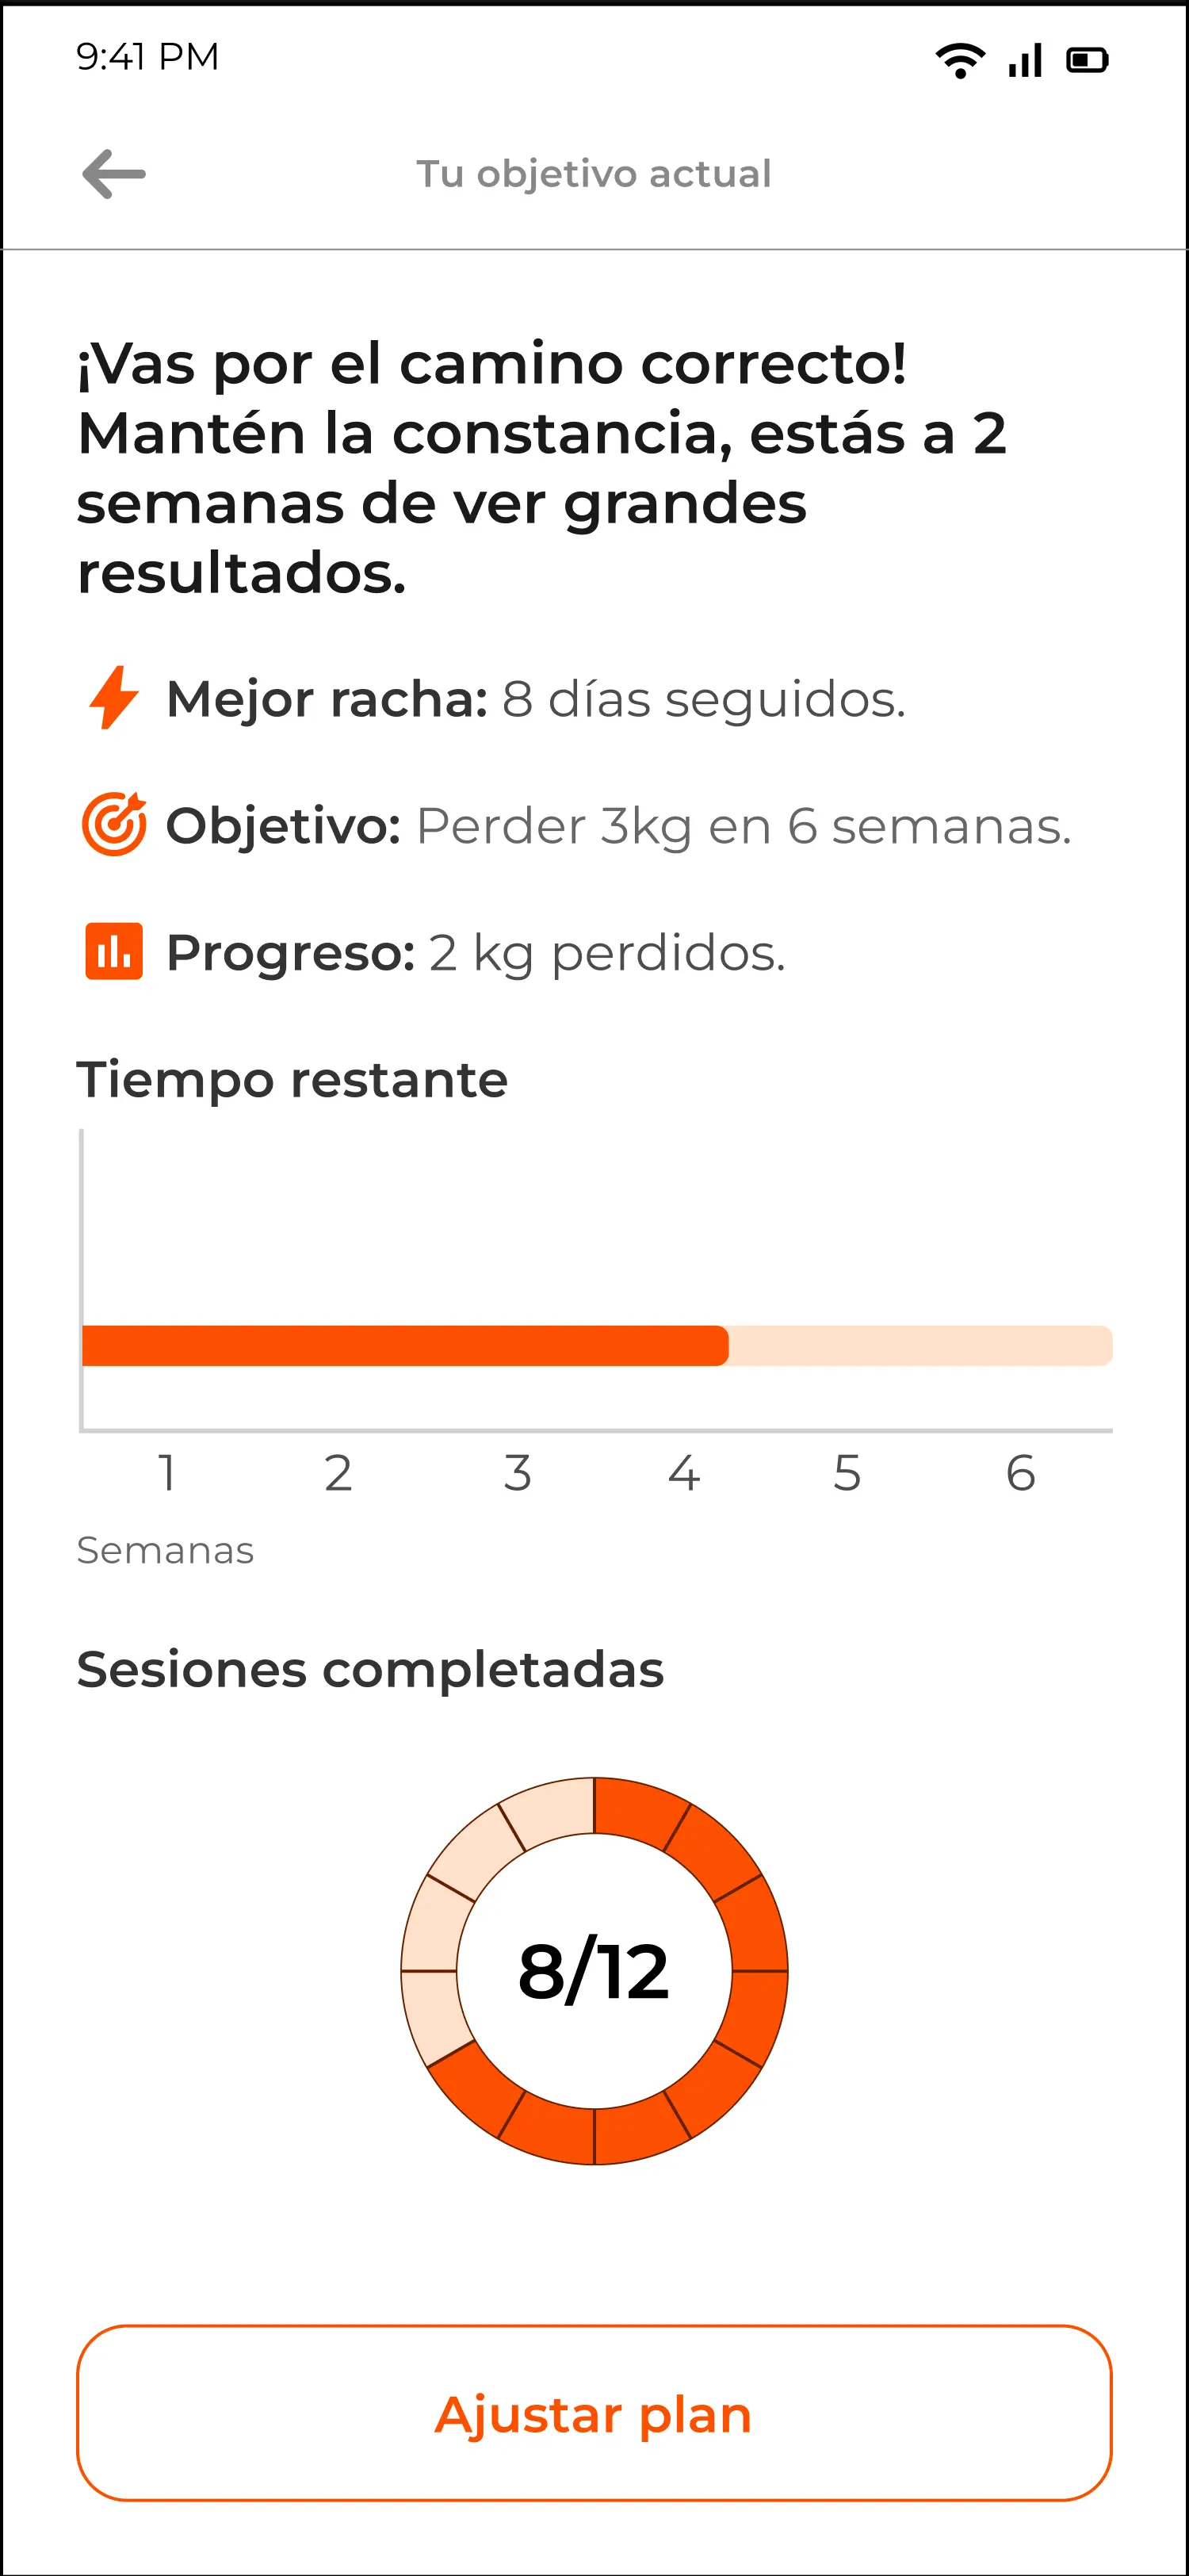 9:41 PM
Tu objetivo actual
¡Vas por el camino correcto!
Mantén la constancia, estás a 2
semanas de ver grandes
resultados.
Mejor racha: 8 días seguidos.
Objetivo: Perder 3kg en 6 semanas.
Progreso: 2 kg perdidos.
Tiempo restante
1 2 3 4 5 6
Semanas
Sesiones completadas
8/12
Ajustar plan